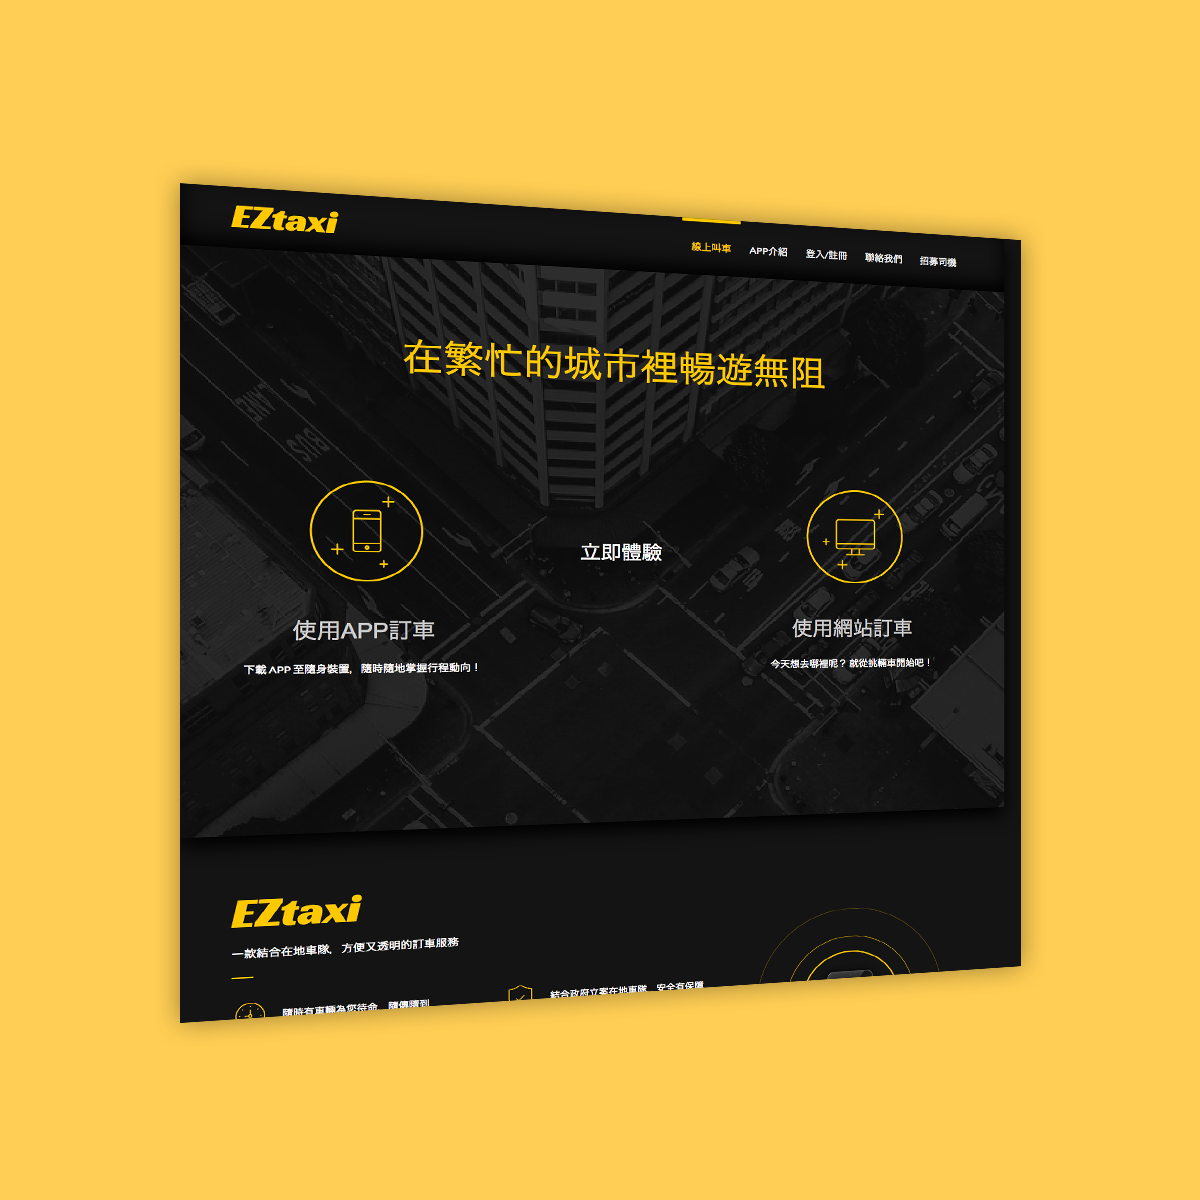 EZtaxi
線上叫車 APP介紹 登入/註冊 聯絡我們 招募司機
在繁忙的城市裡暢遊無阻
立即體驗
使用APP訂車
下載 APP 至隨身裝置，隨時隨地掌握行程動向！
使用網站訂車
今天想去哪裡呢？就從挑輛車開始吧！
EZtaxi
一款結合在地車隊，方便又透明的訂車服務
隨時有車輛為您待命，隨傳隨到
結合政府立案在地車隊，安全有保障